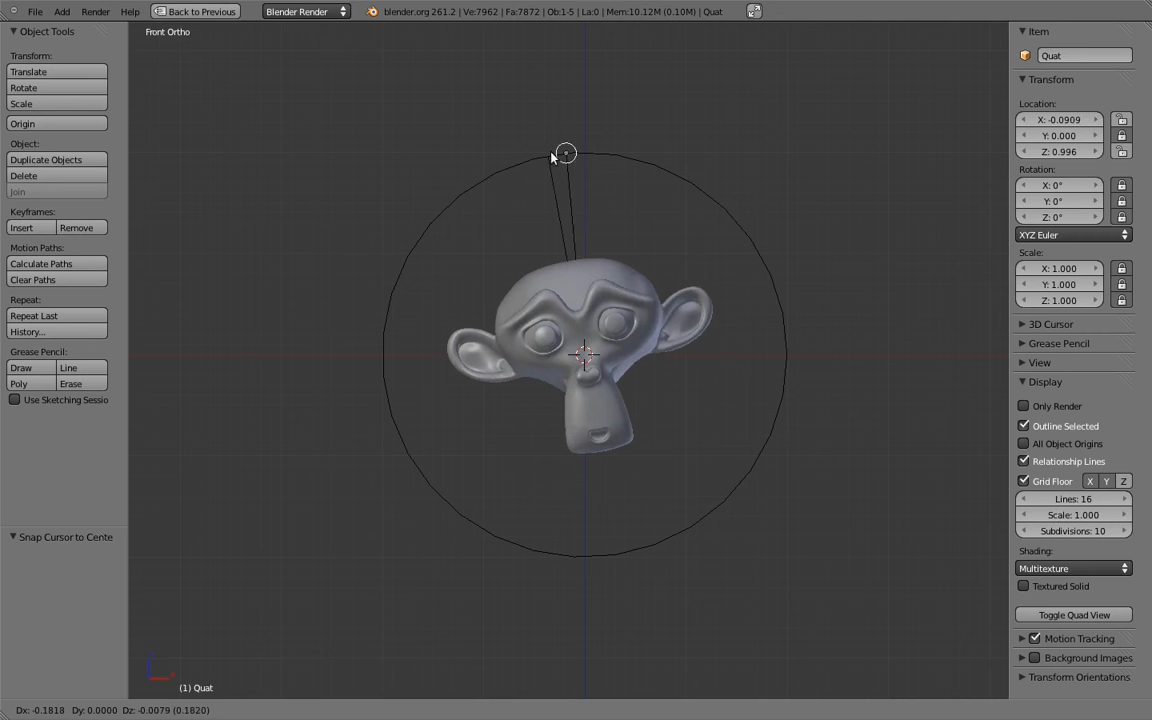 File Add Render Help Back to Previous Blender Render blender.org 261.2 | Ve:7962 | Fa:7872 | Ob:1-5 | La:0 | Mem:10.12M (0.10M) | Quat
Object Tools
Transform:
Translate
Rotate
Scale
Origin
Object:
Duplicate Objects
Delete
Join
Keyframes:
Insert Remove
Motion Paths:
Calculate Paths
Clear Paths
Repeat:
Repeat Last
History...
Grease Pencil:
Draw Line
Poly Erase
Use Sketching Sessio
Snap Cursor to Cente
Front Ortho
(1) Quat
Item
Quat
Transform
Location:
X: -0.0909
Y: 0.000
Z: 0.996
Rotation:
X: 0°
Y: 0°
Z: 0°
XYZ Euler
Scale:
X: 1.000
Y: 1.000
Z: 1.000
3D Cursor
Grease Pencil
View
Display
Only Render
Outline Selected
All Object Origins
Relationship Lines
Grid Floor X Y Z
Lines: 16
Scale: 1.000
Subdivisions: 10
Shading:
Multitexture
Textured Solid
Toggle Quad View
Motion Tracking
Background Images
Transform Orientations
Dx: -0.1818 Dy: 0.0000 Dz: -0.0079 (0.1820)